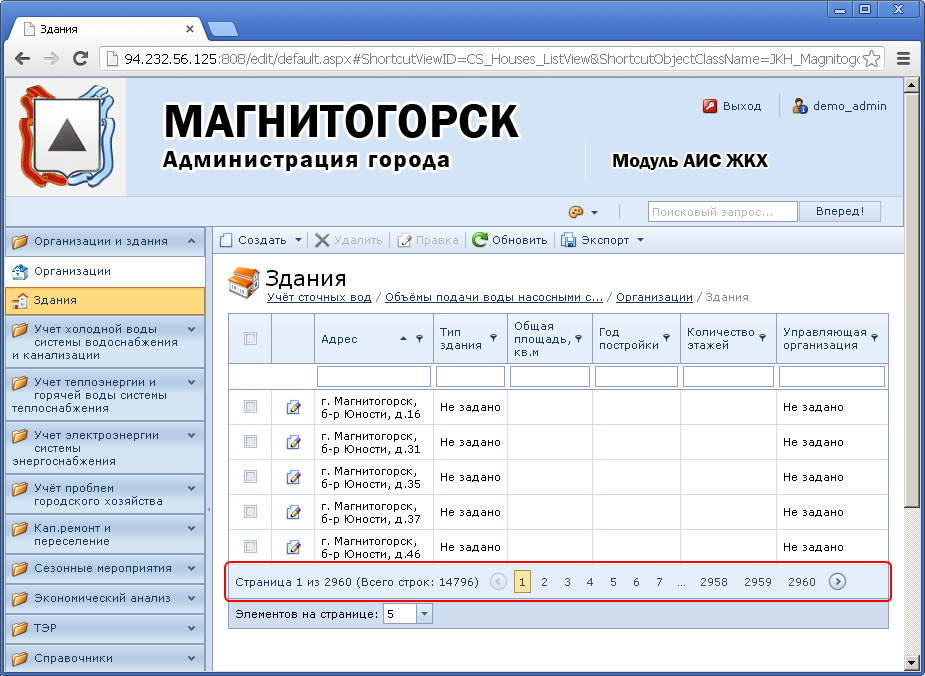 Здания
94.232.56.125:808/edit/default.aspx#ShortcutViewID=CS_Houses_ListView&ShortcutObjectClassName=JKH_Magnitogo
МАГНИТОГОРСК
Администрация города
Модуль АИС ЖКХ
Выход
demo_admin
Поисковый запрос...
Вперед!
Организации и здания
Организации
Здания
Учет холодной воды
системы водоснабжения
и канализации
Учет теплоэнергии и
горячей воды системы
теплоснабжения
Учет электроэнергии
системы
энергоснабжения
Учёт проблем
городского хозяйства
Кап.ремонт и
переселение
Сезонные мероприятия
Экономический анализ
ТЭР
Справочники
Создать
Удалить
Правка
Обновить
Экспорт
Здания
Учёт сточных вод / Объёмы подачи воды насосными с... / Организации / Здания
Адрес
Тип
здания
Общая
площадь,
кв.м
Год
постройки
Количество
этажей
Управляющая
организация
г. Магнитогорск,
б-р Юности, д.16
Не задано
Не задано
г. Магнитогорск,
б-р Юности, д.31
Не задано
Не задано
г. Магнитогорск,
б-р Юности, д.35
Не задано
Не задано
г. Магнитогорск,
б-р Юности, д.37
Не задано
Не задано
г. Магнитогорск,
б-р Юности, д.46
Не задано
Не задано
Страница 1 из 2960 (Всего строк: 14796) 1 2 3 4 5 6 7 ... 2958 2959 2960
Элементов на странице: 5